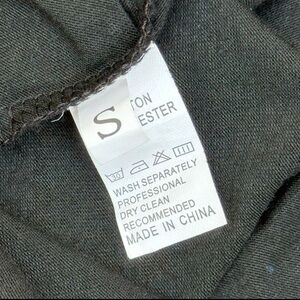 S
TON
ESTER
WASH SEPARATELY
PROFESSIONAL
DRY CLEAN
RECOMMENDED
MADE IN CHINA